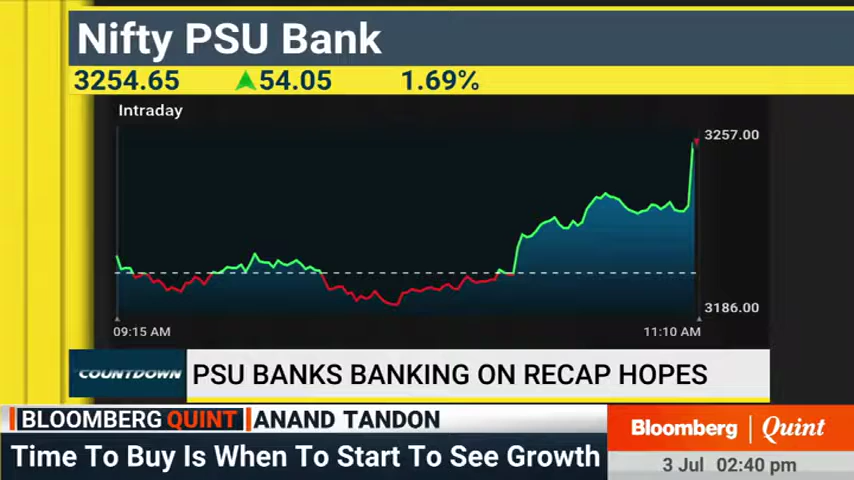 Nifty PSU Bank
3254.65 54.05 1.69%
Intraday
3257.00
3186.00
09:15 AM 11:10 AM
COUNTDOWN PSU BANKS BANKING ON RECAP HOPES
BLOOMBERG QUINT ANAND TANDON
Time To Buy Is When To Start To See Growth
Bloomberg | Quint
3 Jul 02:40 pm